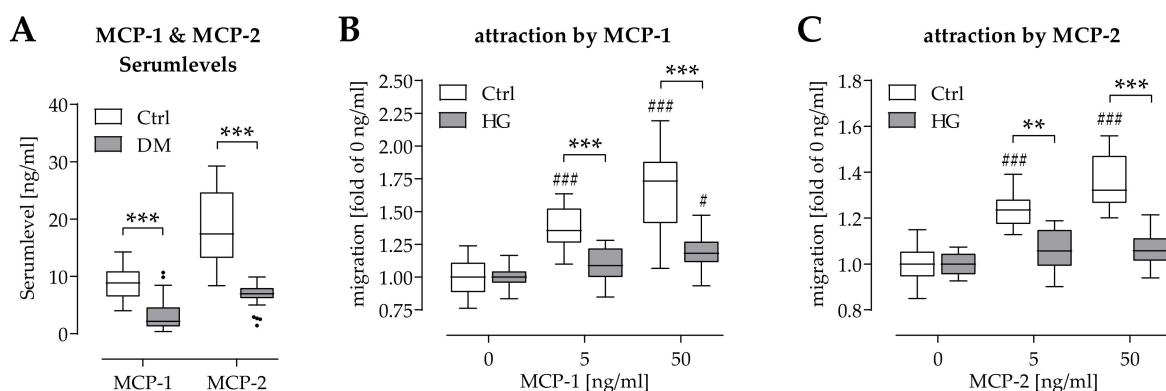 A
MCP-1 & MCP-2
Serumlevels
Serumlevel [ng/ml]
40
30
20
10
0
Ctrl
DM
***
***
MCP-1
MCP-2
B
attraction by MCP-1
migration [fold of 0 ng/ml]
2.50
2.25
2.00
1.75
1.50
1.25
1.00
0.75
Ctrl
HG
***
###
***
###
#
0
5
50
MCP-1 [ng/ml]
C
attraction by MCP-2
migration [fold of 0 ng/ml]
1.8
1.6
1.4
1.2
1.0
0.8
Ctrl
HG
***
###
**
###
0
5
50
MCP-2 [ng/ml]